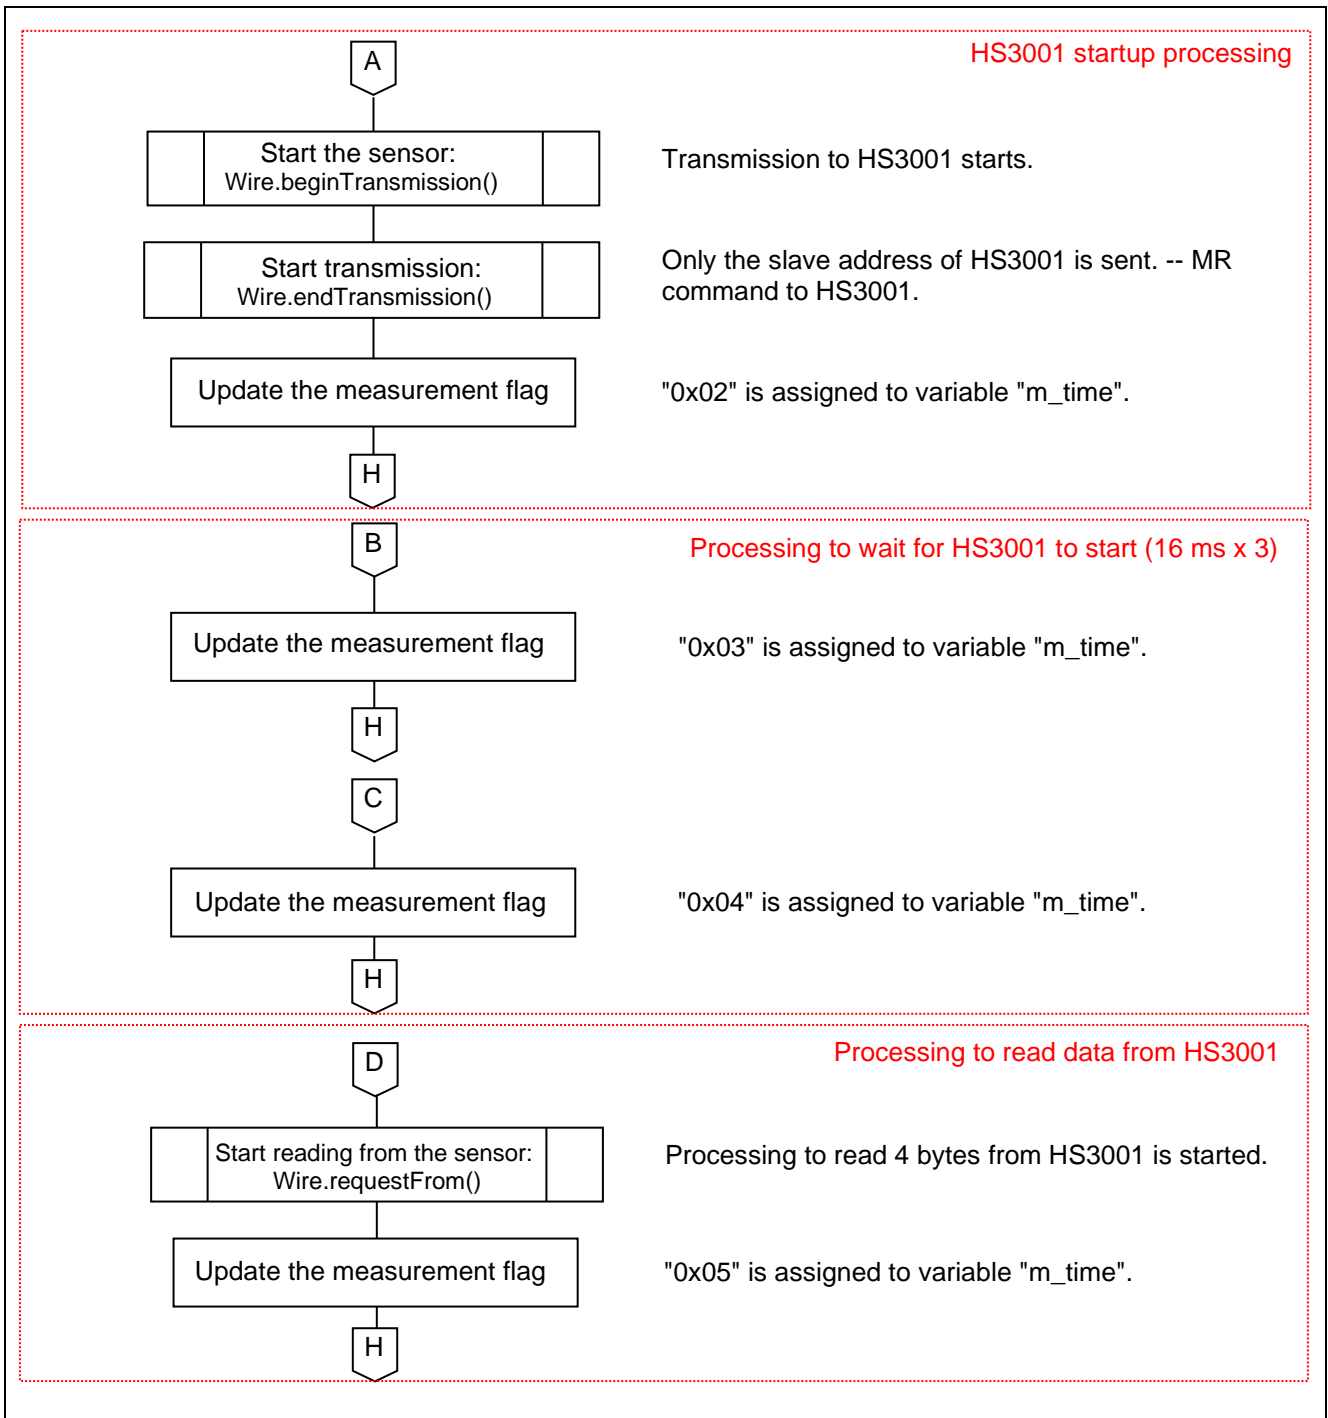 A
HS3001 startup processing
Start the sensor:
Wire.beginTransmission()
Transmission to HS3001 starts.
Start transmission:
Wire.endTransmission()
Only the slave address of HS3001 is sent. -- MR
command to HS3001.
Update the measurement flag
"0x02" is assigned to variable "m_time".
H
B
Processing to wait for HS3001 to start (16 ms x 3)
Update the measurement flag
"0x03" is assigned to variable "m_time".
H
C
Update the measurement flag
"0x04" is assigned to variable "m_time".
H
D
Processing to read data from HS3001
Start reading from the sensor:
Wire.requestFrom()
Processing to read 4 bytes from HS3001 is started.
Update the measurement flag
"0x05" is assigned to variable "m_time".
H